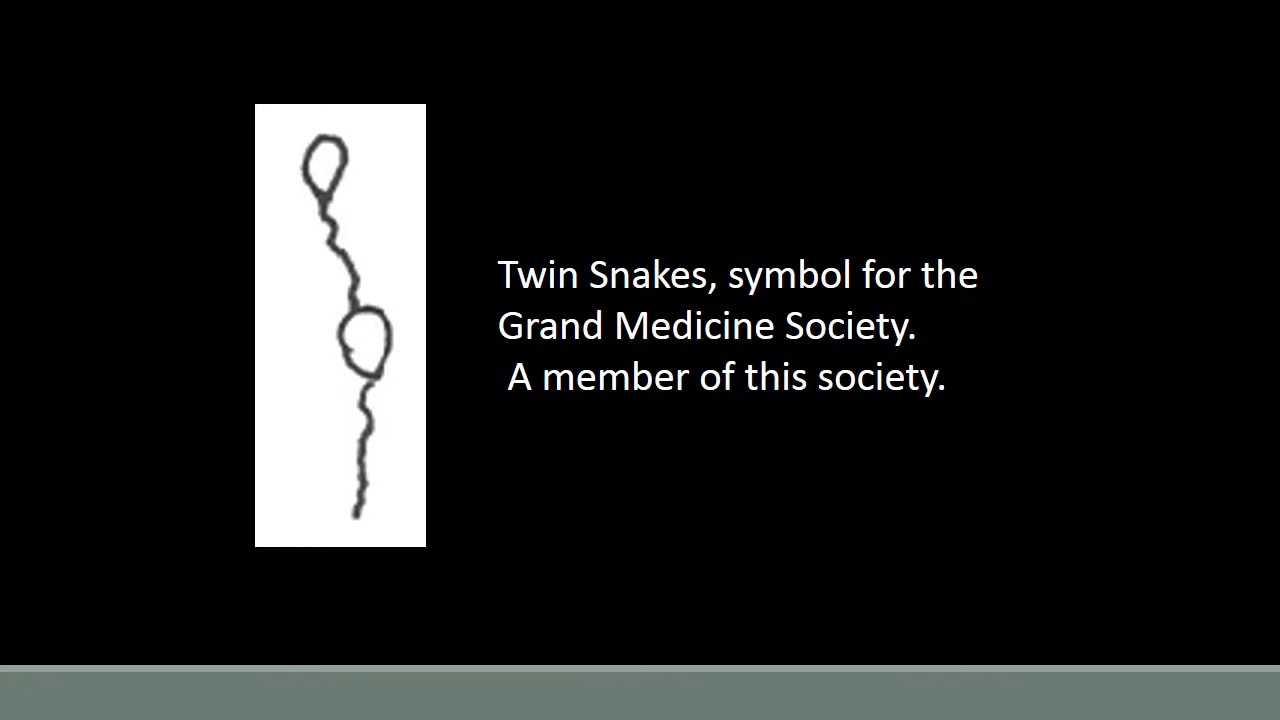 Twin Snakes, symbol for the
Grand Medicine Society.
A member of this society.